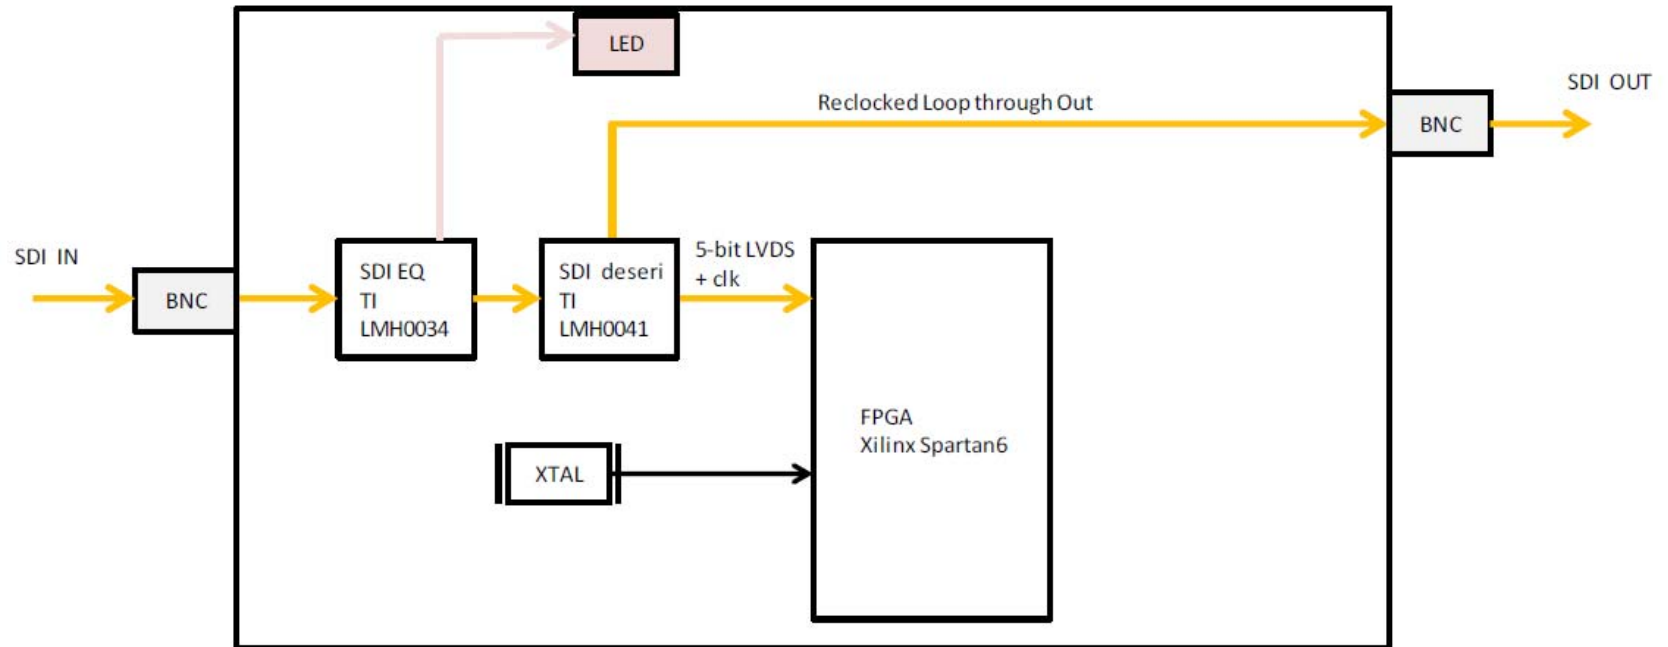 LED
SDI OUT
Reclocked Loop through Out
BNC
SDI IN
BNC
SDI EQ
TI
LMH0034
SDI deseri
TI
LMH0041
5-bit LVDS
+ clk
FPGA
Xilinx Spartan6
XTAL